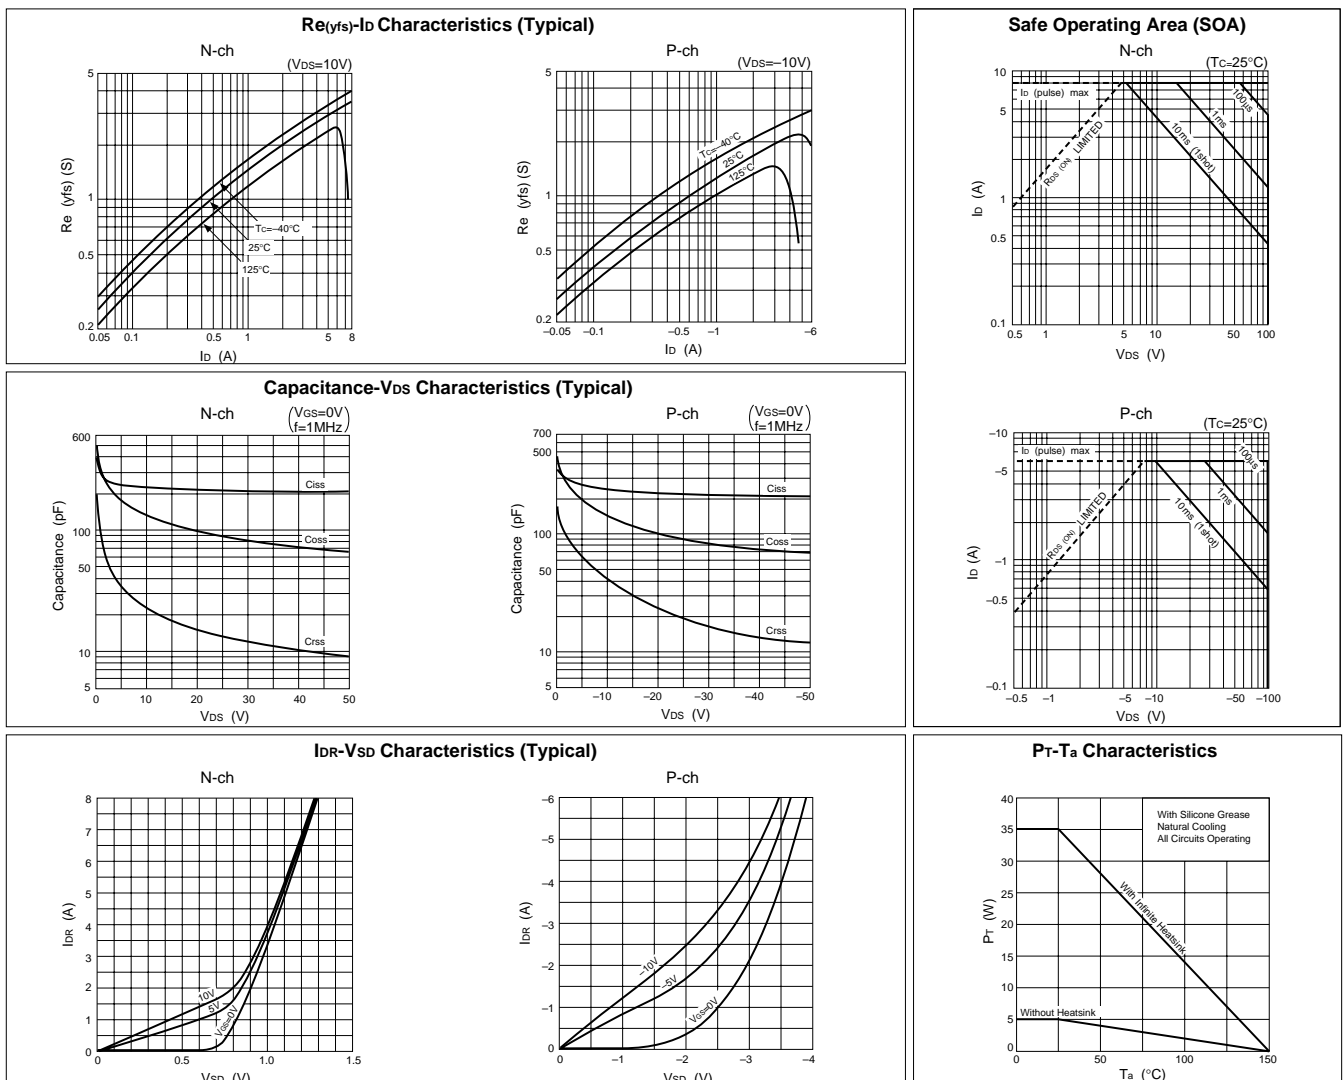 Re(yfs)-ID Characteristics (Typical)
N-ch
(VDS=10V)
5
1
0.5
0.2
Re (yfs) (S)
TC=–40°C
25°C
125°C
0.05 0.1 0.5 1 5 8
ID (A)
P-ch
(VDS=–10V)
5
1
0.5
0.2
Re (yfs) (S)
TC=–40°C
25°C
125°C
–0.05 –0.1 –0.5 –1 –6
ID (A)
Capacitance-VDS Characteristics (Typical)
N-ch
(VGS=0V
f=1MHz)
600
100
50
10
5
Capacitance (pF)
Ciss
Coss
Crss
0 10 20 30 40 50
VDS (V)
P-ch
(VGS=0V
f=1MHz)
700
500
100
50
10
5
Capacitance (pF)
Ciss
Coss
Crss
0 –10 –20 –30 –40 –50
VDS (V)
IDR-VSD Characteristics (Typical)
N-ch
8
7
6
5
4
3
2
1
0
IDR (A)
10V
5V
VGS=0V
0 0.5 1.0 1.5
VSD (V)
P-ch
–6
–5
–4
–3
–2
–1
0
IDR (A)
–10V
–5V
VGS=0V
0 –1 –2 –3 –4
VSD (V)
Safe Operating Area (SOA)
N-ch
(TC=25°C)
10
5
1
0.5
0.1
ID (A)
ID (pulse) max
RDS (ON) LIMITED
100µs
1ms
10ms (1shot)
0.5 1 5 10 50 100
VDS (V)
P-ch
(TC=25°C)
–10
–5
–1
–0.5
–0.1
ID (A)
ID (pulse) max
RDS (ON) LIMITED
100µs
1ms
10ms (1shot)
–0.5 –1 –5 –10 –50 –100
VDS (V)
PT-Ta Characteristics
40
35
30
25
20
15
10
5
0
PT (W)
With Silicone Grease
Natural Cooling
All Circuits Operating
With Infinite Heatsink
Without Heatsink
0 50 100 150
Ta (°C)